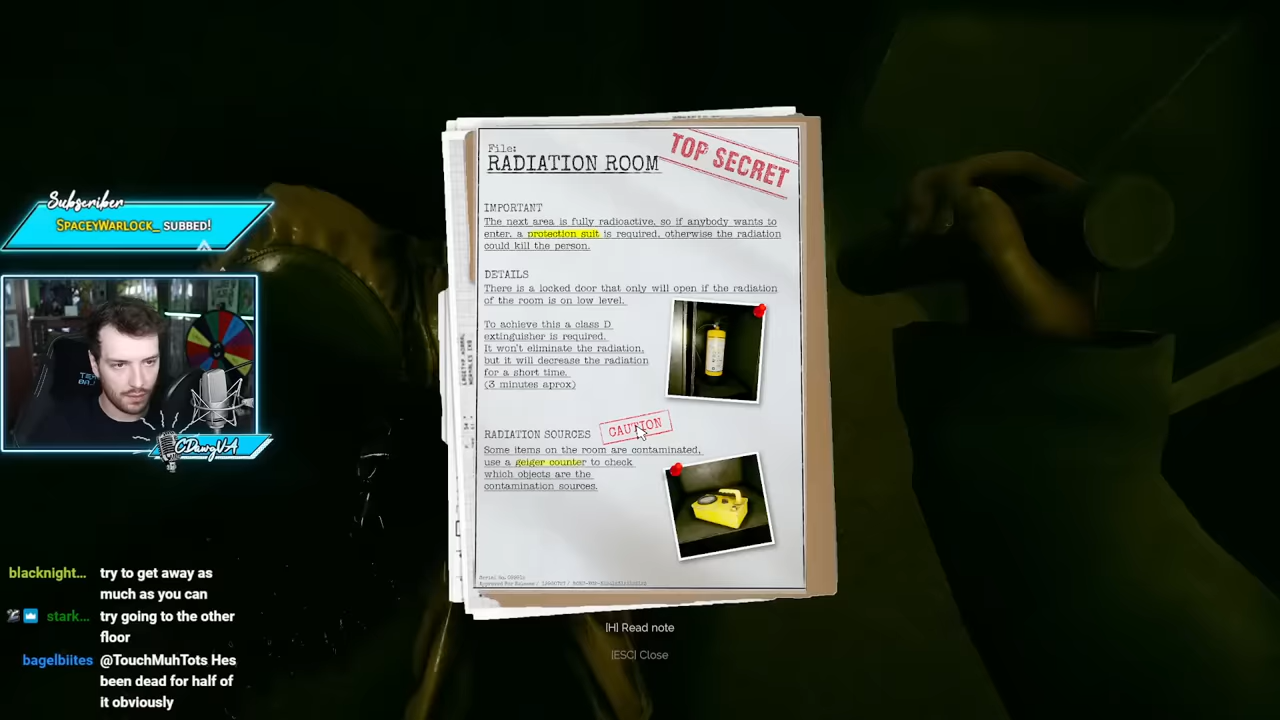 File:
RADIATION ROOM
TOP SECRET
IMPORTANT
The next area is fully radioactive, so if anybody wants to
enter, a protection suit is required, otherwise the radiation
could kill the person.
DETAILS
There is a locked door that only will open if the radiation
of the room is on low level.
To achieve this a class D
extinguisher is required.
It won't eliminate the radiation,
but it will decrease the radiation
for a short time.
(3 minutes aprox)
RADIATION SOURCES
CAUTION
Some items on the room are contaminated,
use a geiger counter to check
which objects are the
contamination sources.
[H] Read note
[ESC] Close
Subscriber
SPACEYWARLOCK_ SUBBED!
CDawgVA
blacknight... try to get away as
much as you can
stark... try going to the other
floor
bagelbiites @TouchMuhTots Hes
been dead for half of
it obviously